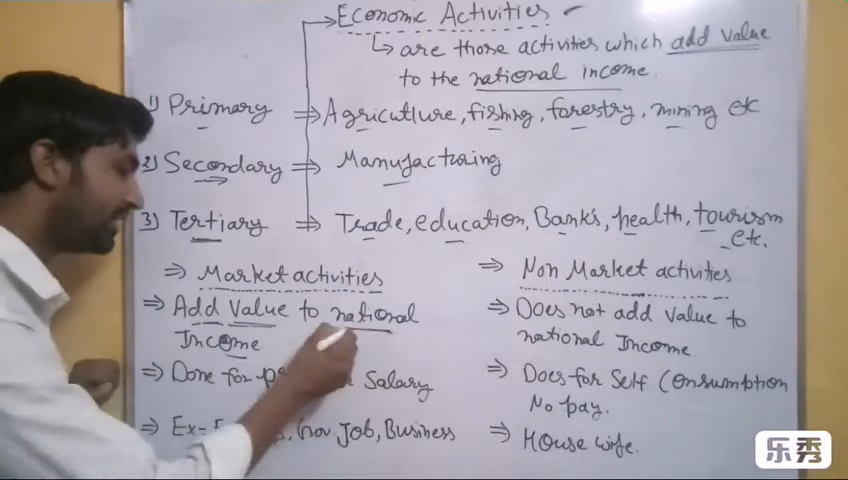 Economic Activities
↳ are those activities which add value
to the national income.
1) Primary ⇒ Agricutlure, fishing, forestry, mining etc
2) Secondary ⇒ Manufacturing
3) Tertiary ⇒ Trade, education, Banks, health, tourism
etc.
⇒ Market activities
⇒ Add Value to national
Income
⇒ Done for Salary
⇒ Ex- Gov Job, Business
⇒ Non Market activities
⇒ Does not add value to
national Income.
⇒ Does for Self Consumption
No pay.
⇒ House wife.
乐秀